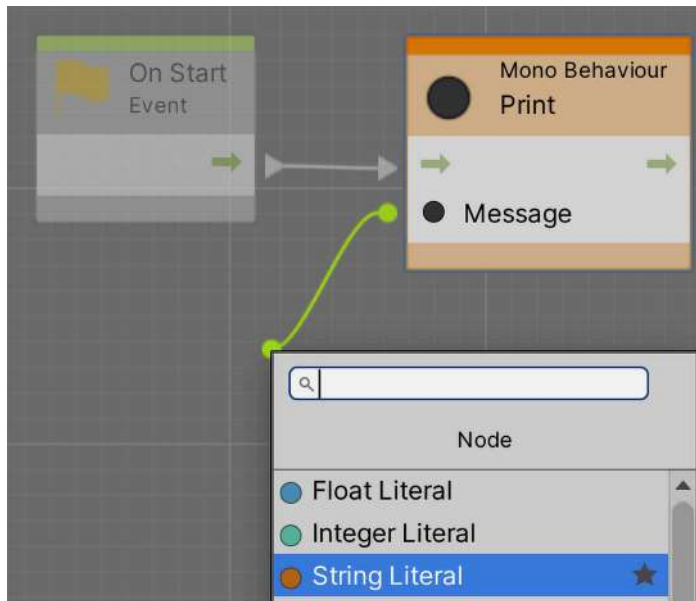 On Start
Event
Mono Behaviour
Print
Message
Node
Float Literal
Integer Literal
String Literal